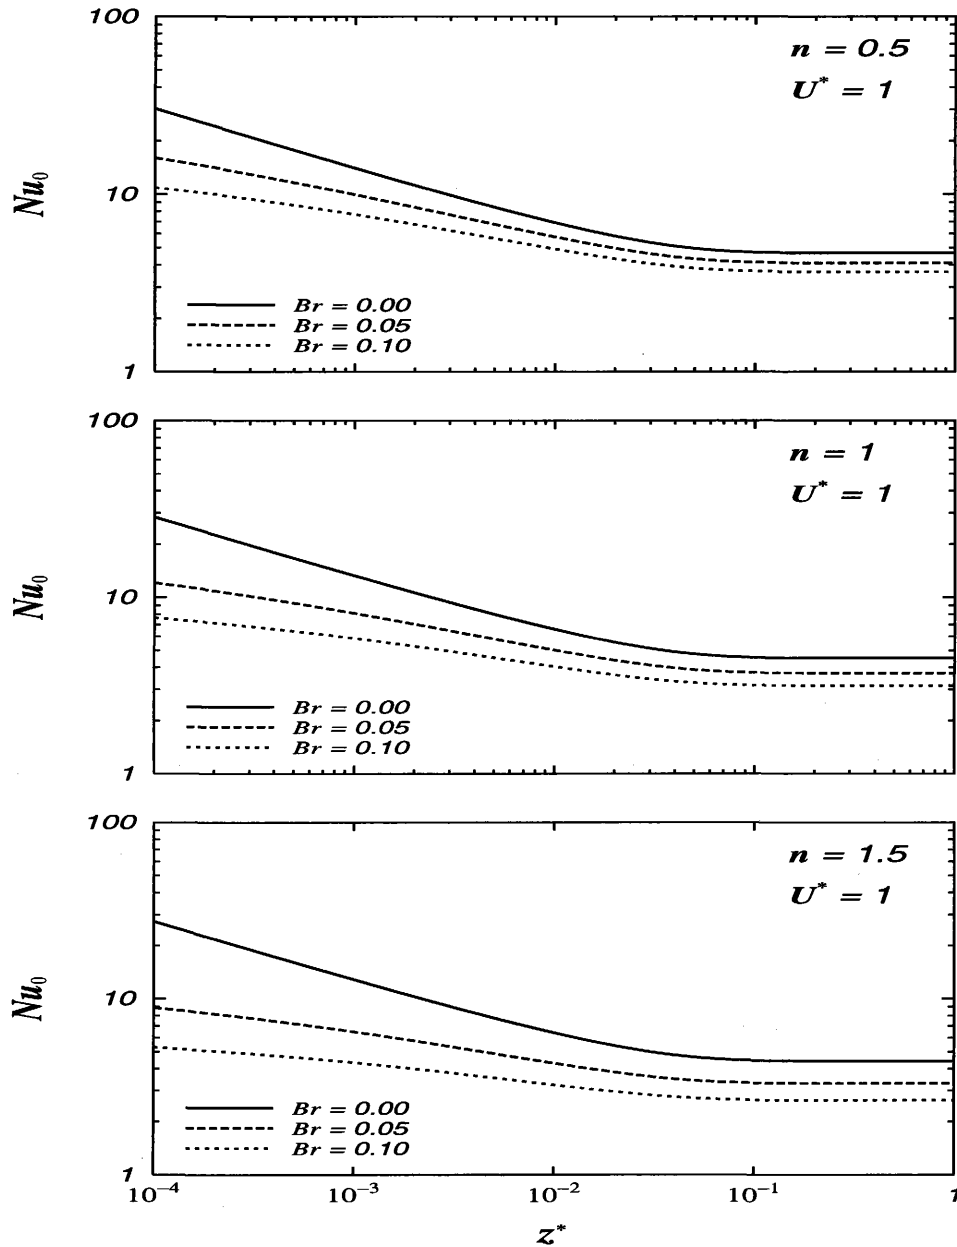 100
n = 0.5
U* = 1
Nu₀
10
Br = 0.00
Br = 0.05
Br = 0.10
1
100
n = 1
U* = 1
Nu₀
10
Br = 0.00
Br = 0.05
Br = 0.10
1
100
n = 1.5
U* = 1
Nu₀
10
Br = 0.00
Br = 0.05
Br = 0.10
1
10⁻⁴ 10⁻³ 10⁻² 10⁻¹ 1
z*